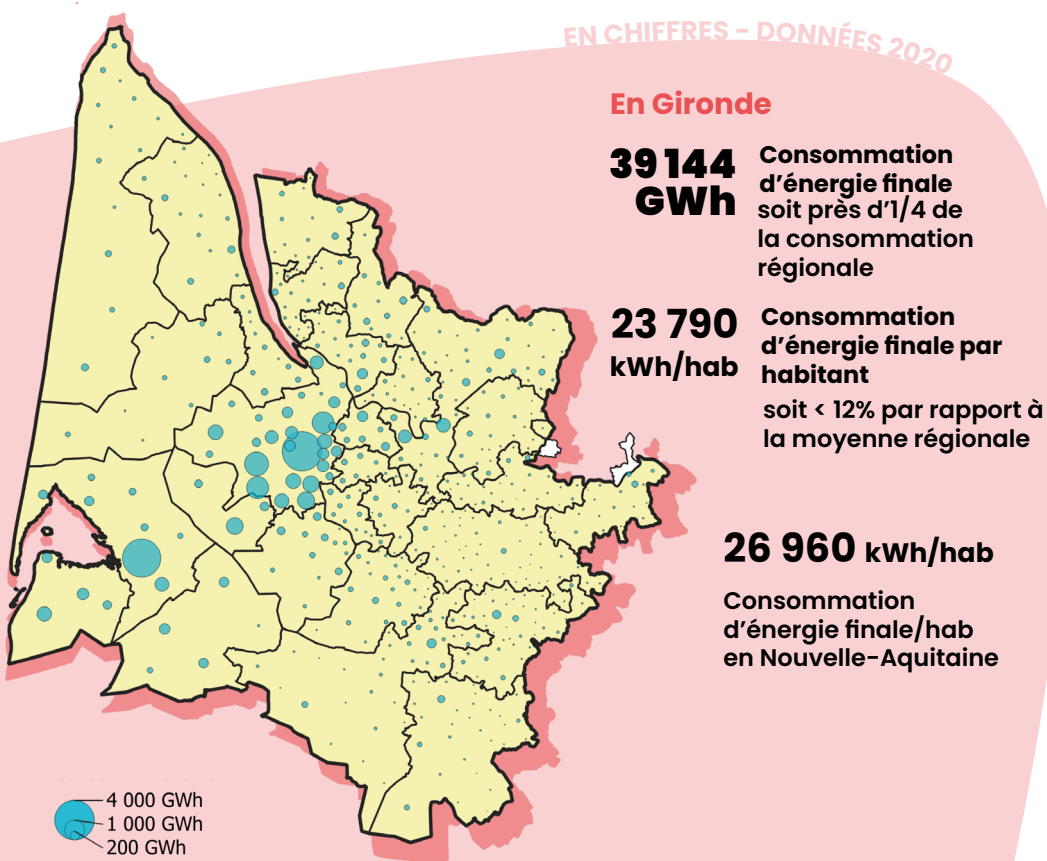 EN CHIFFRES - DONNÉES 2020
En Gironde
39 144
GWh
Consommation
d'énergie finale
soit près d'1/4 de
la consommation
régionale
23 790
kWh/hab
Consommation
d'énergie finale par
habitant
soit < 12% par rapport à
la moyenne régionale
26 960 kWh/hab
Consommation
d'énergie finale/hab
en Nouvelle-Aquitaine
4 000 GWh
1 000 GWh
200 GWh